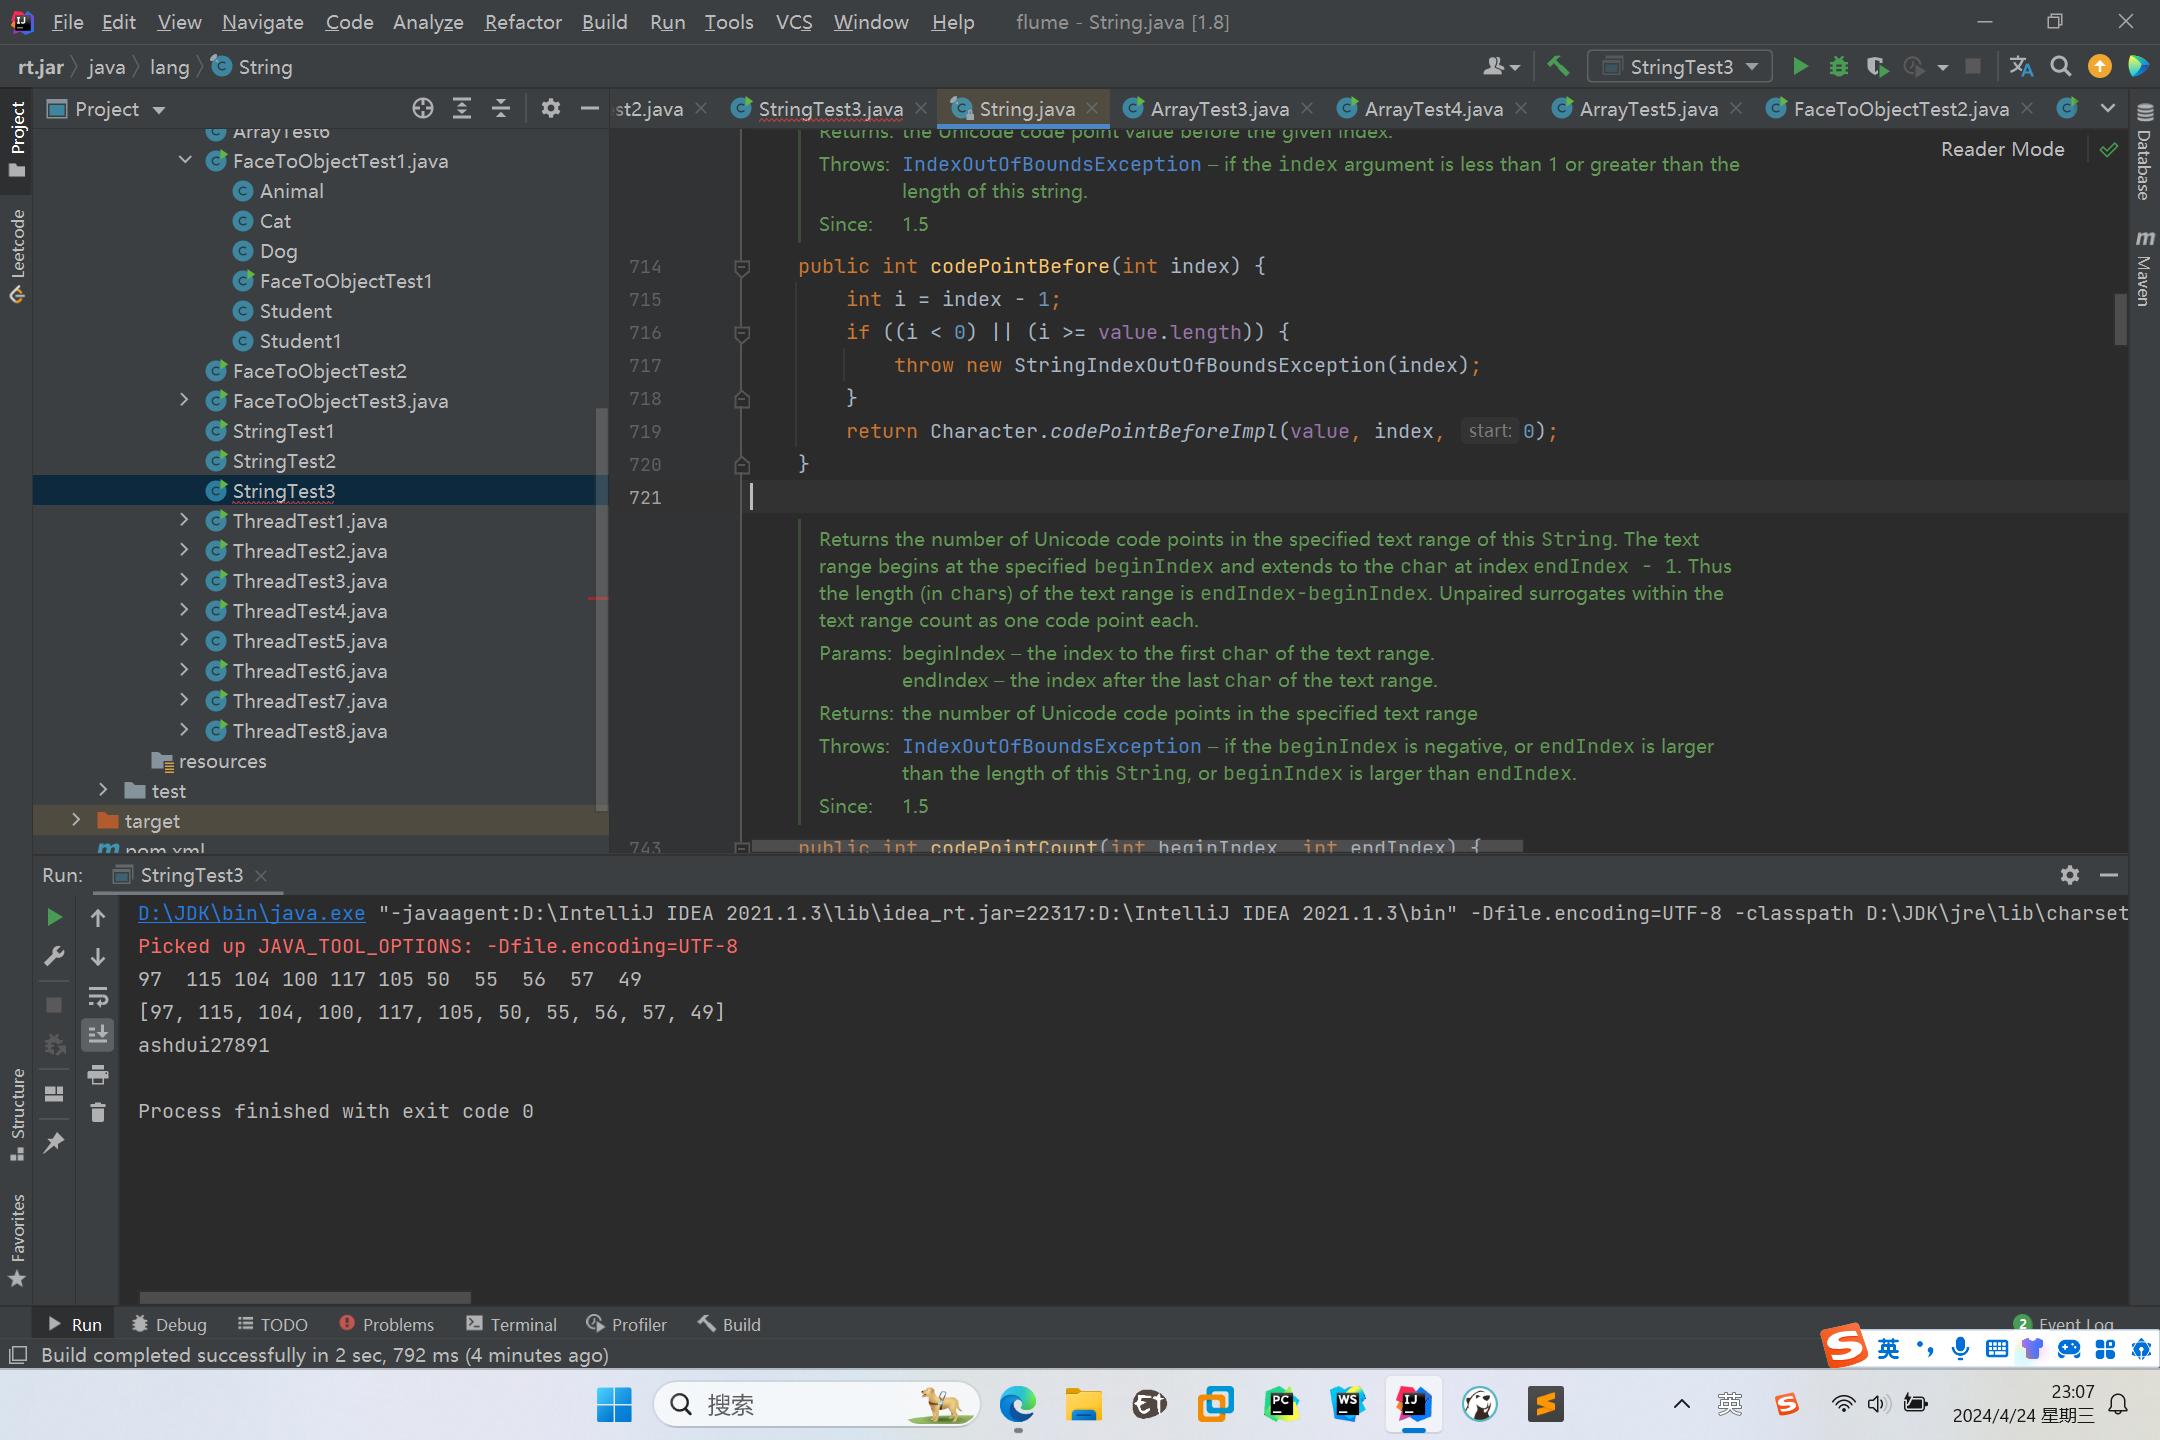 File Edit View Navigate Code Analyze Refactor Build Run Tools VCS Window Help flume - String.java [1.8]
rt.jar java lang String
StringTest3
Project
st2.java StringTest3.java String.java ArrayTest3.java ArrayTest4.java ArrayTest5.java FaceToObjectTest2.java
Project
Leetcode
Structure
Favorites
Database
Maven
ArrayTest6
FaceToObjectTest1.java
Animal
Cat
Dog
FaceToObjectTest1
Student
Student1
FaceToObjectTest2
FaceToObjectTest3.java
StringTest1
StringTest2
StringTest3
ThreadTest1.java
ThreadTest2.java
ThreadTest3.java
ThreadTest4.java
ThreadTest5.java
ThreadTest6.java
ThreadTest7.java
ThreadTest8.java
resources
test
target
pom.xml
Reader Mode
Returns: the Unicode code point value before the given index.
Throws: IndexOutOfBoundsException – if the index argument is less than 1 or greater than the
length of this string.
Since: 1.5
714 public int codePointBefore(int index) {
715 int i = index - 1;
716 if ((i < 0) || (i >= value.length)) {
717 throw new StringIndexOutOfBoundsException(index);
718 }
719 return Character.codePointBeforeImpl(value, index, start: 0);
720 }
721
Returns the number of Unicode code points in the specified text range of this String. The text
range begins at the specified beginIndex and extends to the char at index endIndex - 1. Thus
the length (in chars) of the text range is endIndex-beginIndex. Unpaired surrogates within the
text range count as one code point each.
Params: beginIndex – the index to the first char of the text range.
endIndex – the index after the last char of the text range.
Returns: the number of Unicode code points in the specified text range
Throws: IndexOutOfBoundsException – if the beginIndex is negative, or endIndex is larger
than the length of this String, or beginIndex is larger than endIndex.
Since: 1.5
743 public int codePointCount(int beginIndex, int endIndex) {
Run: StringTest3
D:\JDK\bin\java.exe "-javaagent:D:\IntelliJ IDEA 2021.1.3\lib\idea_rt.jar=22317:D:\IntelliJ IDEA 2021.1.3\bin" -Dfile.encoding=UTF-8 -classpath D:\JDK\jre\lib\charset
Picked up JAVA_TOOL_OPTIONS: -Dfile.encoding=UTF-8
97 115 104 100 117 105 50 55 56 57 49
[97, 115, 104, 100, 117, 105, 50, 55, 56, 57, 49]
ashdui27891
Process finished with exit code 0
Run Debug TODO Problems Terminal Profiler Build 2 Event Log
Build completed successfully in 2 sec, 792 ms (4 minutes ago)
英
搜索
英
23:07
2024/4/24 星期三